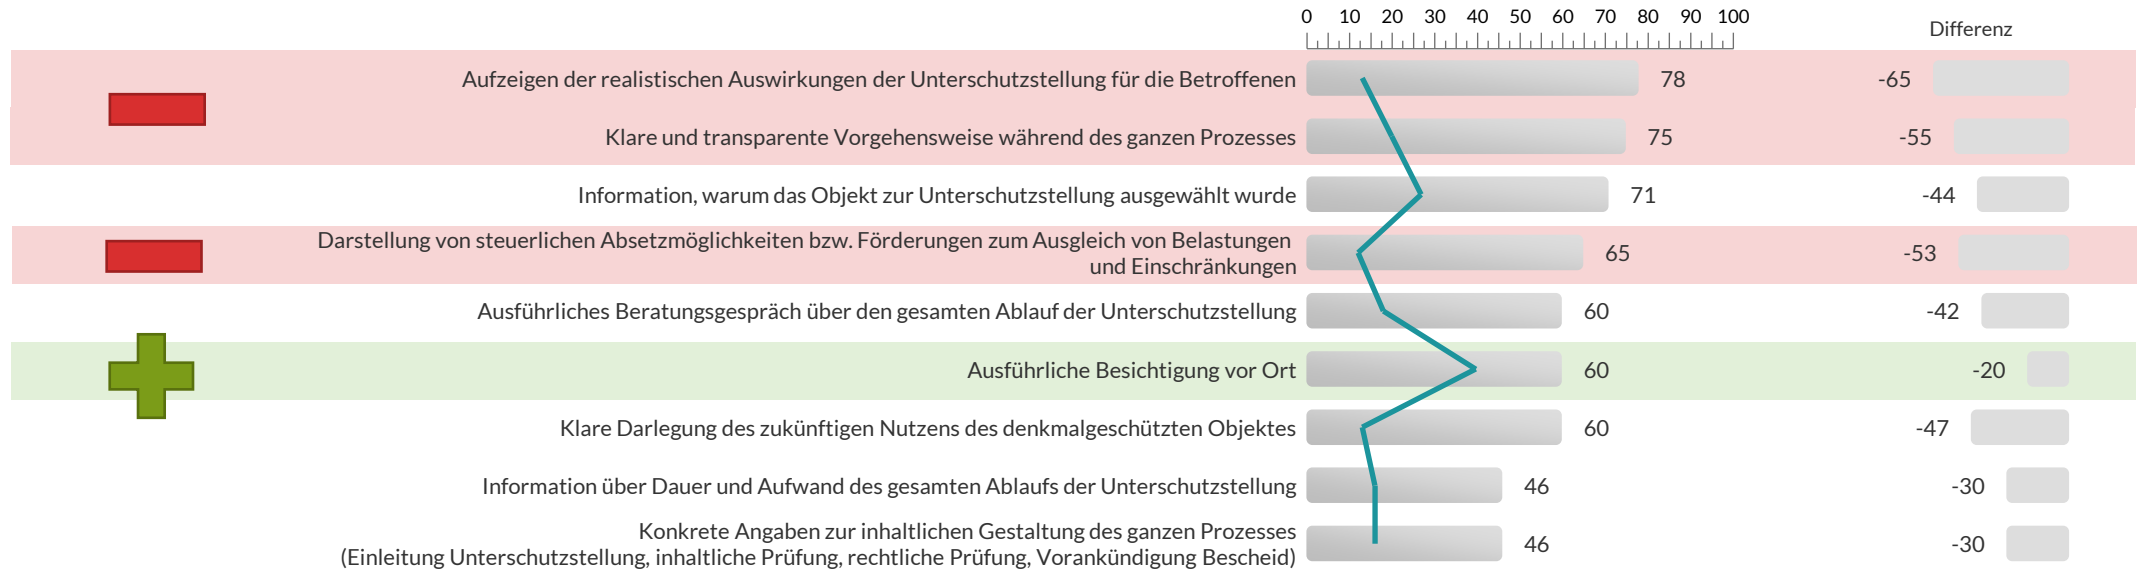 0 10 20 30 40 50 60 70 80 90 100
Differenz
Aufzeigen der realistischen Auswirkungen der Unterschutzstellung für die Betroffenen 78 -65
Klare und transparente Vorgehensweise während des ganzen Prozesses 75 -55
Information, warum das Objekt zur Unterschutzstellung ausgewählt wurde 71 -44
Darstellung von steuerlichen Absetzmöglichkeiten bzw. Förderungen zum Ausgleich von Belastungen
und Einschränkungen 65 -53
Ausführliches Beratungsgespräch über den gesamten Ablauf der Unterschutzstellung 60 -42
Ausführliche Besichtigung vor Ort 60 -20
Klare Darlegung des zukünftigen Nutzens des denkmalgeschützten Objektes 60 -47
Information über Dauer und Aufwand des gesamten Ablaufs der Unterschutzstellung 46 -30
Konkrete Angaben zur inhaltlichen Gestaltung des ganzen Prozesses
(Einleitung Unterschutzstellung, inhaltliche Prüfung, rechtliche Prüfung, Vorankündigung Bescheid) 46 -30